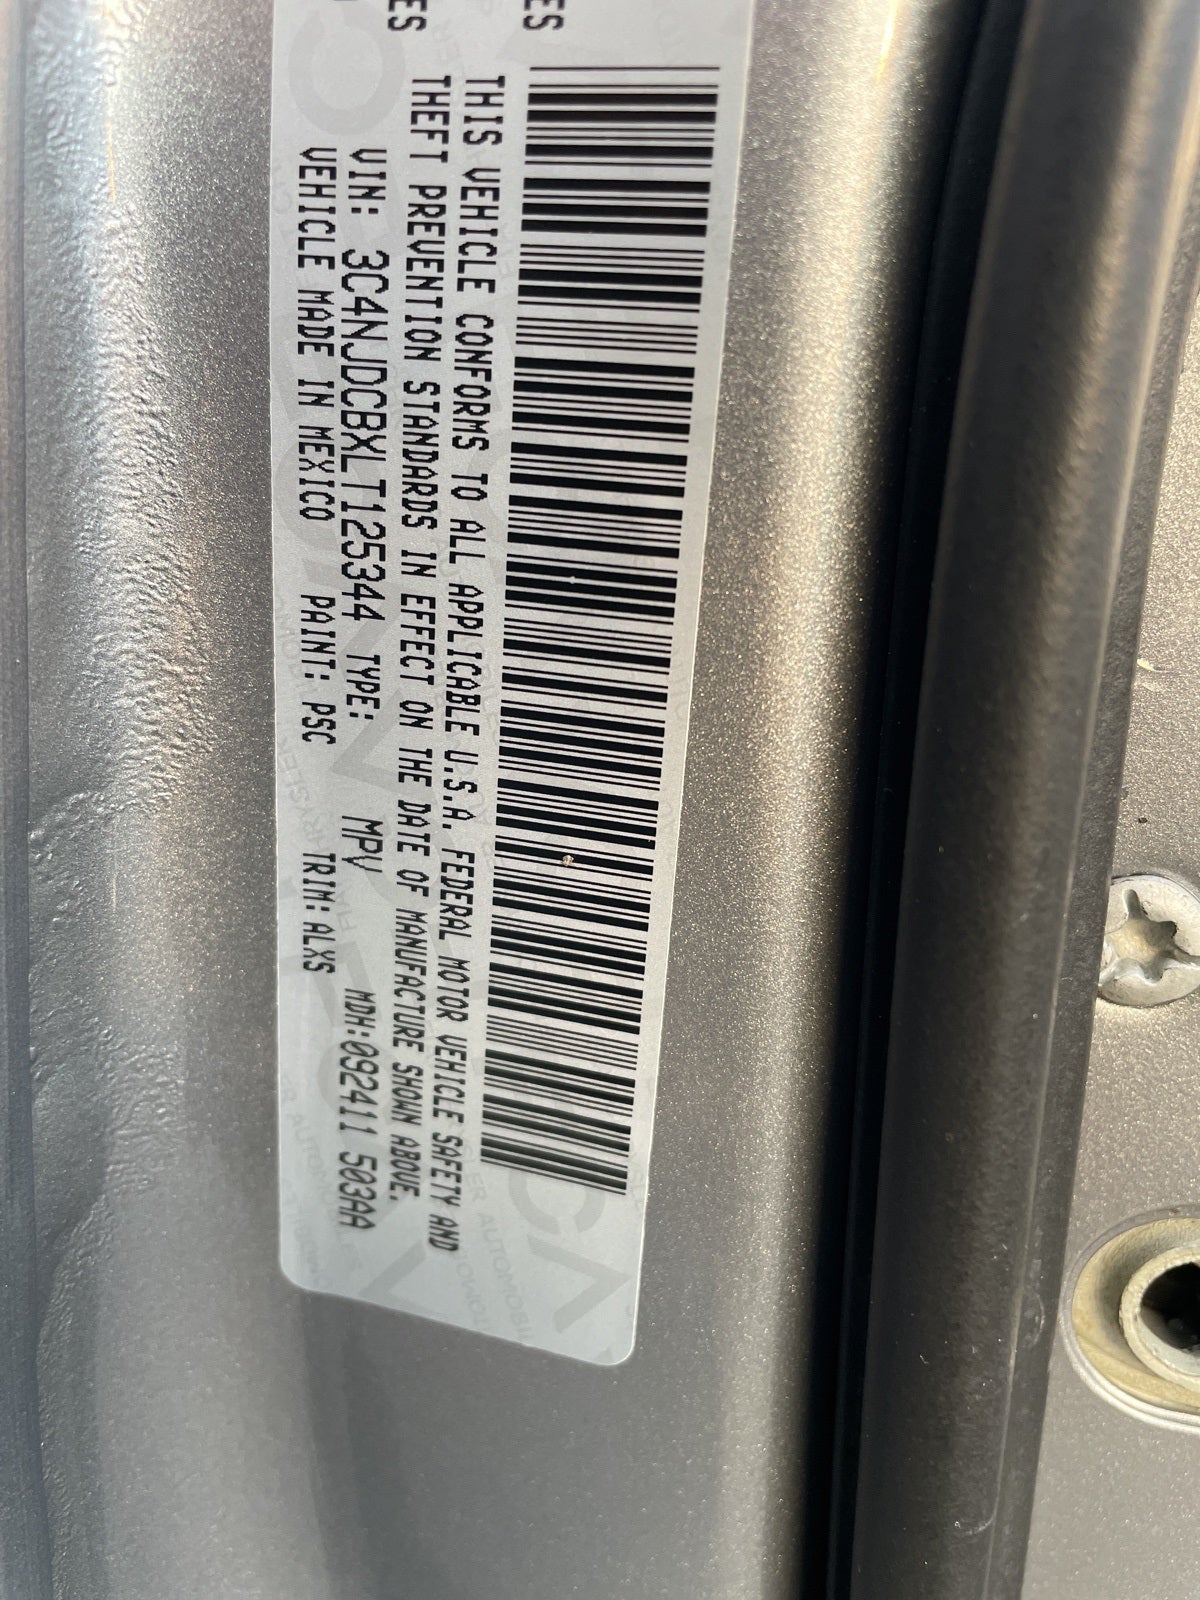 ES
ES
THIS VEHICLE CONFORMS TO ALL APPLICABLE U.S.A. FEDERAL MOTOR VEHICLE SAFETY AND
THEFT PREVENTION STANDARDS IN EFFECT ON THE DATE OF MANUFACTURE SHOWN ABOVE.
VIN: 3C4NJDCBXLT125344 TYPE: MPV MDH:092411 503AA
VEHICLE MADE IN MEXICO PAINT: PSC TRIM:ALXS